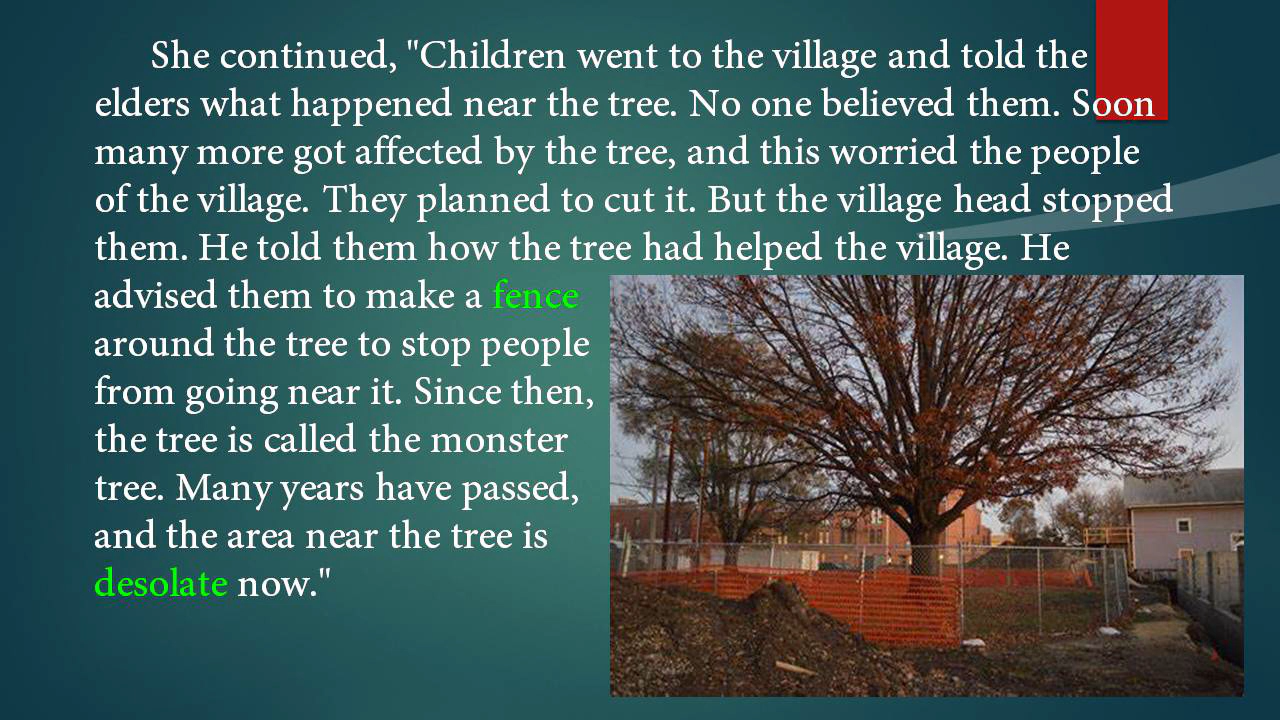 She continued, "Children went to the village and told the
elders what happened near the tree. No one believed them. Soon
many more got affected by the tree, and this worried the people
of the village. They planned to cut it. But the village head stopped
them. He told them how the tree had helped the village. He
advised them to make a fence
around the tree to stop people
from going near it. Since then,
the tree is called the monster
tree. Many years have passed,
and the area near the tree is
desolate now."